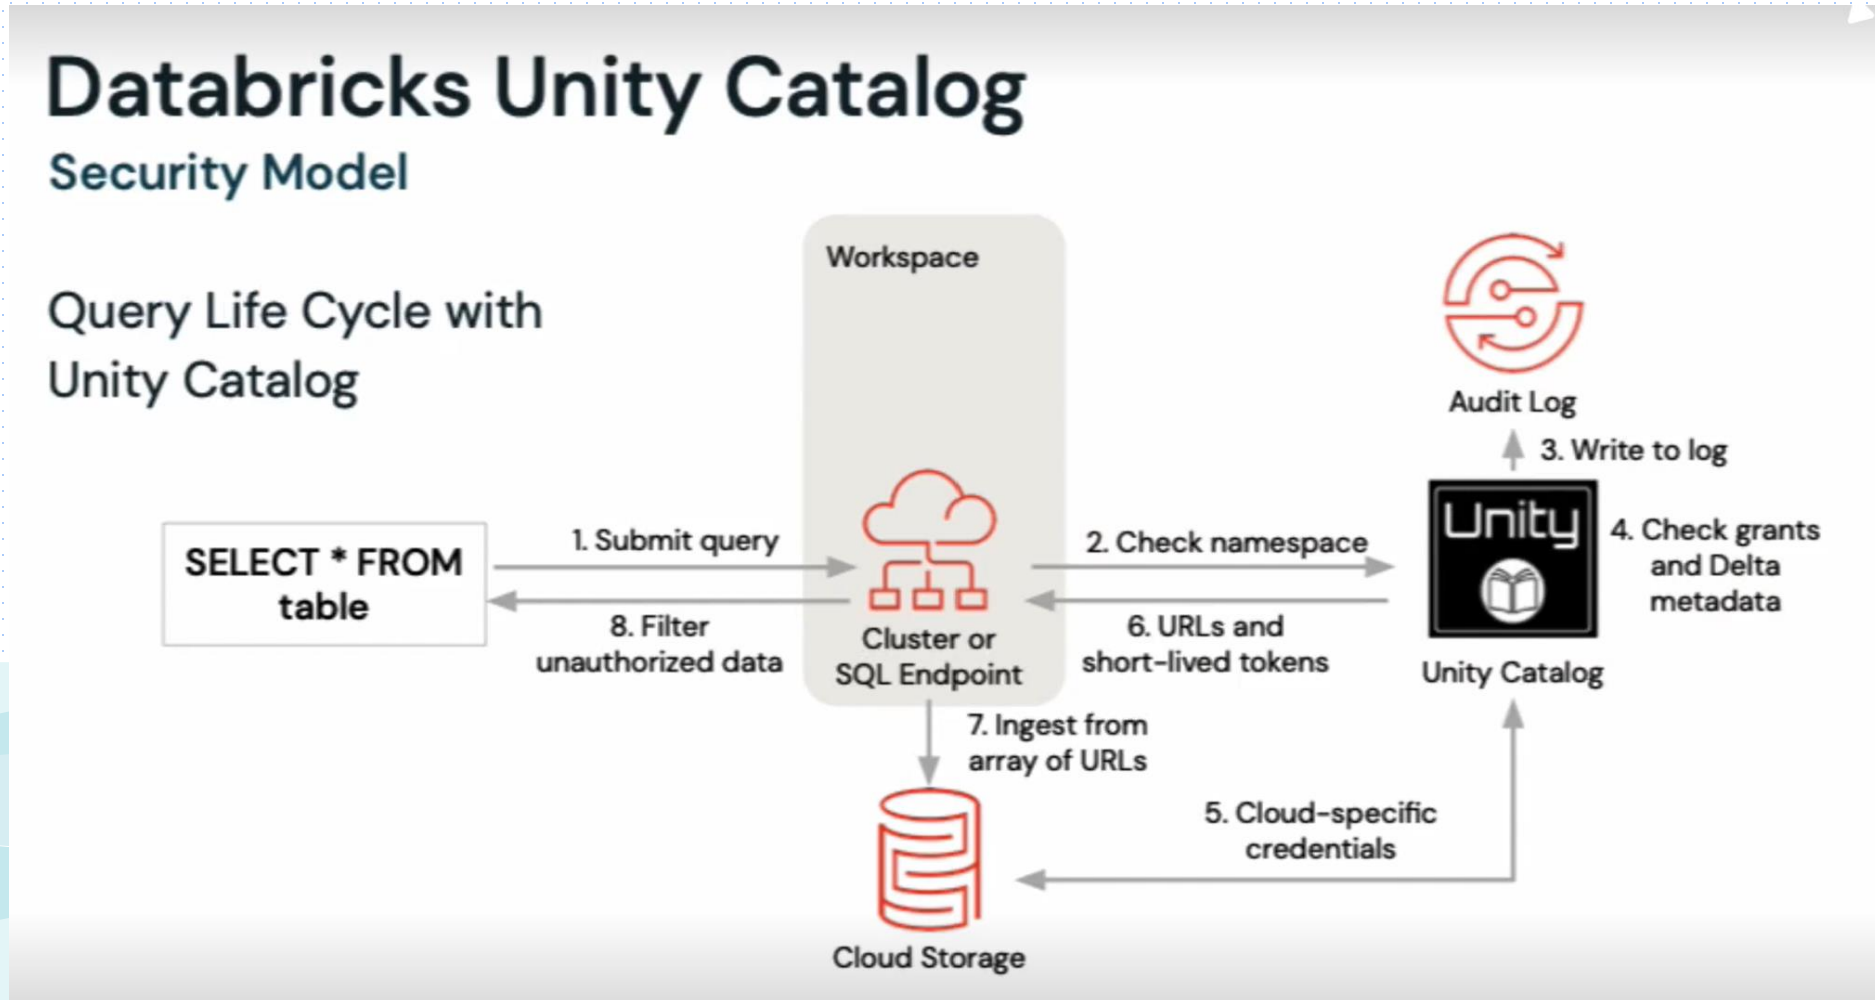 Databricks Unity Catalog
Security Model
Query Life Cycle with
Unity Catalog
Workspace
Audit Log
3. Write to log
Unity
4. Check grants
and Delta
metadata
Unity Catalog
SELECT * FROM
table
1. Submit query
8. Filter
unauthorized data
Cluster or
SQL Endpoint
2. Check namespace
6. URLs and
short-lived tokens
7. Ingest from
array of URLs
5. Cloud-specific
credentials
Cloud Storage